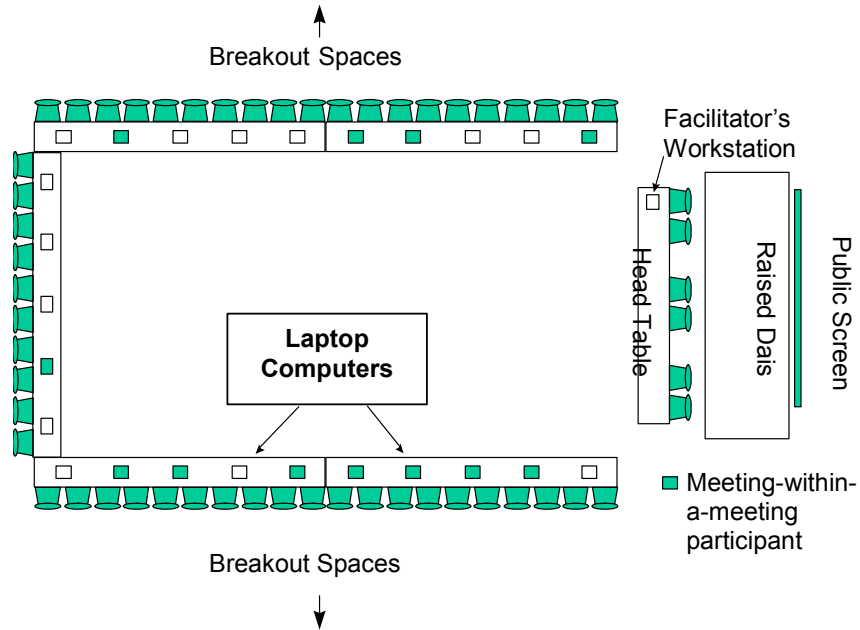 Breakout Spaces
Facilitator’s
Workstation
Head Table
Raised Dais
Public Screen
Laptop
Computers
Meeting-within-
a-meeting
participant
Breakout Spaces